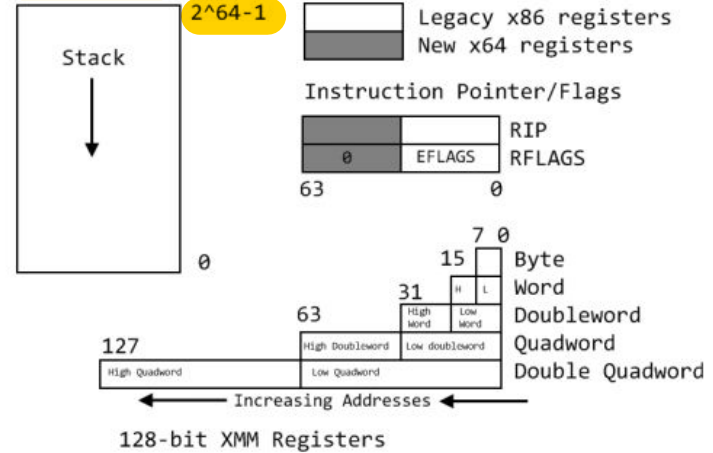 2^64-1
Legacy x86 registers
New x64 registers
Stack
Instruction Pointer/Flags
RIP
0 EFLAGS RFLAGS
63 0
0
7 0
15 Byte
H L Word
31
High Word Low Word Doubleword
63
High Doubleword Low doubleword Quadword
127
High Quadword Low Quadword Double Quadword
Increasing Addresses
128-bit XMM Registers